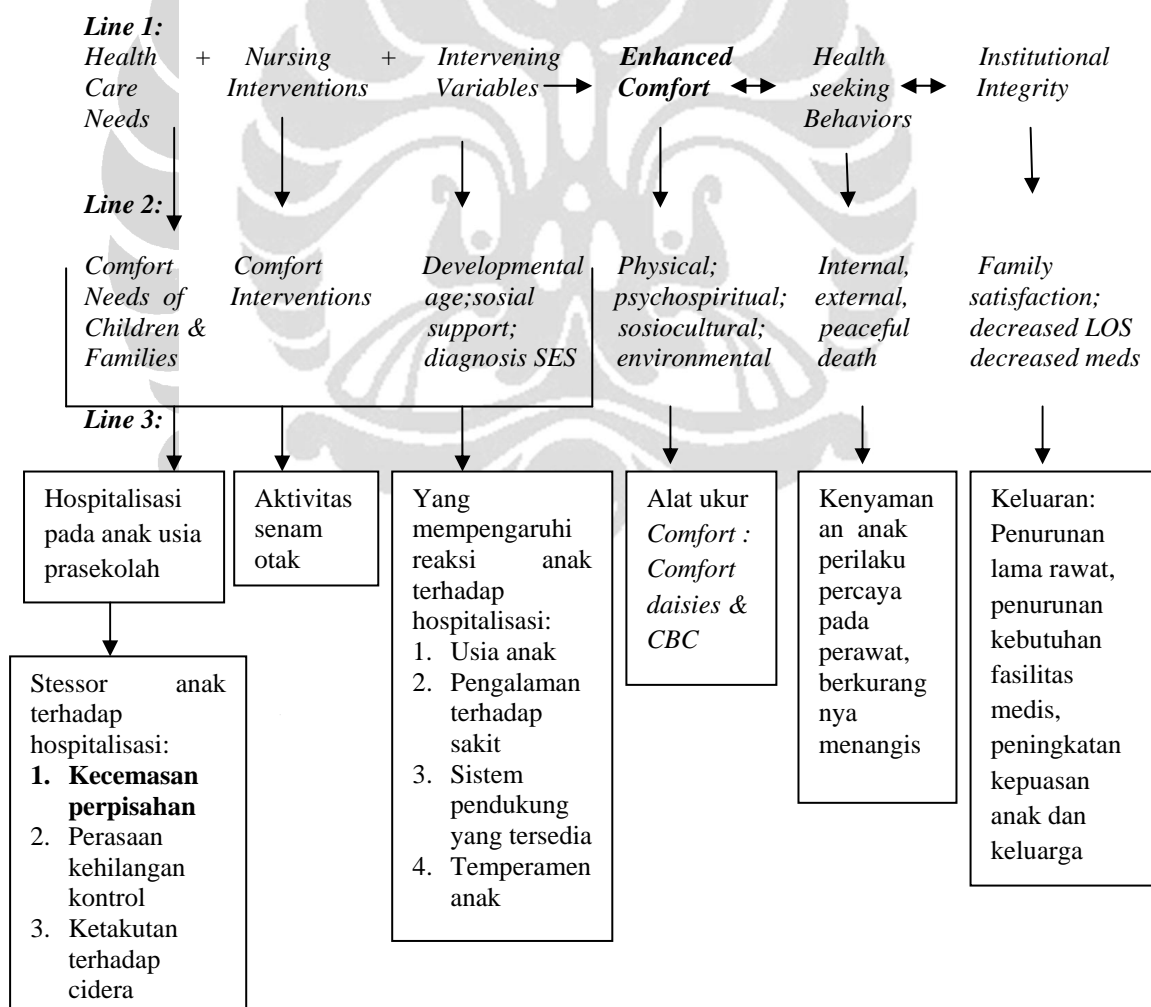 Line 1:
Health + Nursing + Intervening Enhanced Health Institutional
Care Interventions Variables Comfort seeking Integrity
Needs Behaviors
Line 2:
Comfort
Needs of
Children &
Families
Comfort
Interventions
Developmental
age;sosial
support;
diagnosis SES
Physical;
psychospiritual;
sosiocultural;
environmental
Internal,
external,
peaceful
death
Family
satisfaction;
decreased LOS
decreased meds
Line 3:
Hospitalisasi
pada anak usia
prasekolah
Aktivitas
senam
otak
Yang
mempengaruhi
reaksi anak
terhadap
hospitalisasi:
1. Usia anak
2. Pengalaman
terhadap
sakit
3. Sistem
pendukung
yang tersedia
4. Temperamen
anak
Alat ukur
Comfort :
Comfort
daisies &
CBC
Kenyaman
an anak
perilaku
percaya
pada
perawat,
berkurang
nya
menangis
Keluaran:
Penurunan
lama rawat,
penurunan
kebutuhan
fasilitas
medis,
peningkatan
kepuasan
anak dan
keluarga
Stessor anak
terhadap
hospitalisasi:
1. Kecemasan
perpisahan
2. Perasaan
kehilangan
kontrol
3. Ketakutan
terhadap
cidera